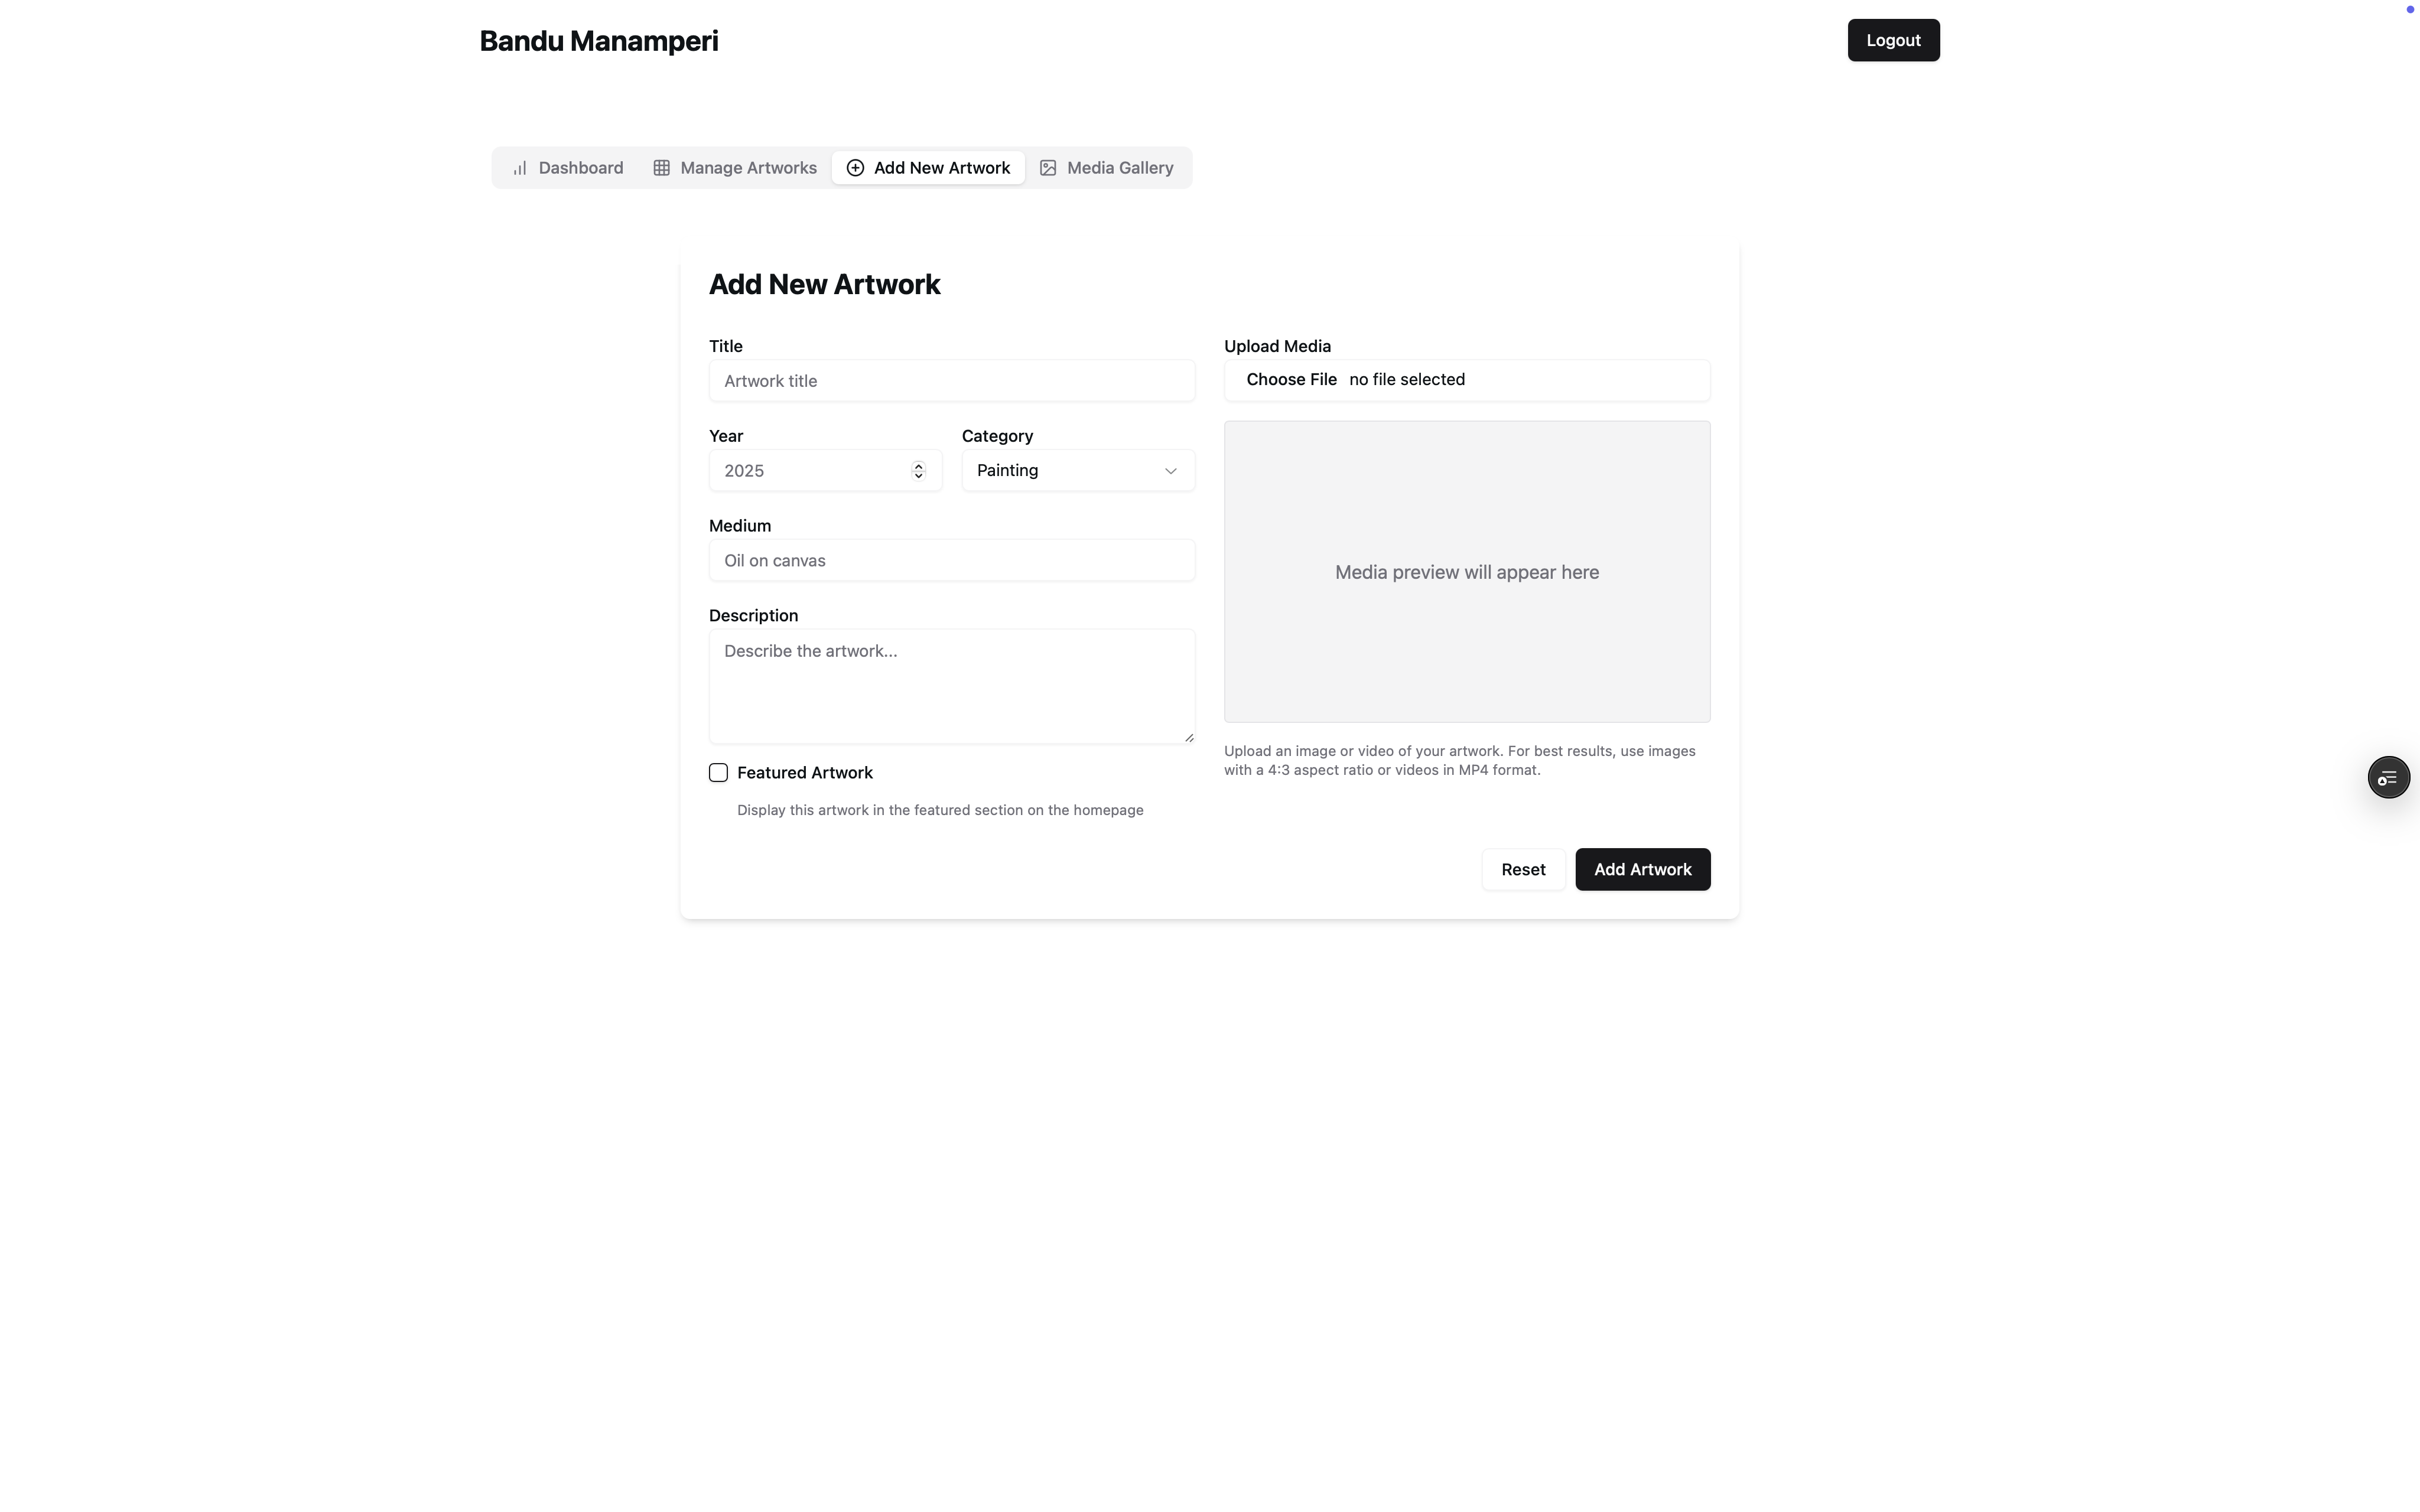 Bandu Manamperi
Logout
Dashboard
Manage Artworks
Add New Artwork
Media Gallery
Add New Artwork
Title
Artwork title
Year
2025
Category
Painting
Medium
Oil on canvas
Description
Describe the artwork...
Featured Artwork
Display this artwork in the featured section on the homepage
Upload Media
Choose File no file selected
Media preview will appear here
Upload an image or video of your artwork. For best results, use images
with a 4:3 aspect ratio or videos in MP4 format.
Reset
Add Artwork